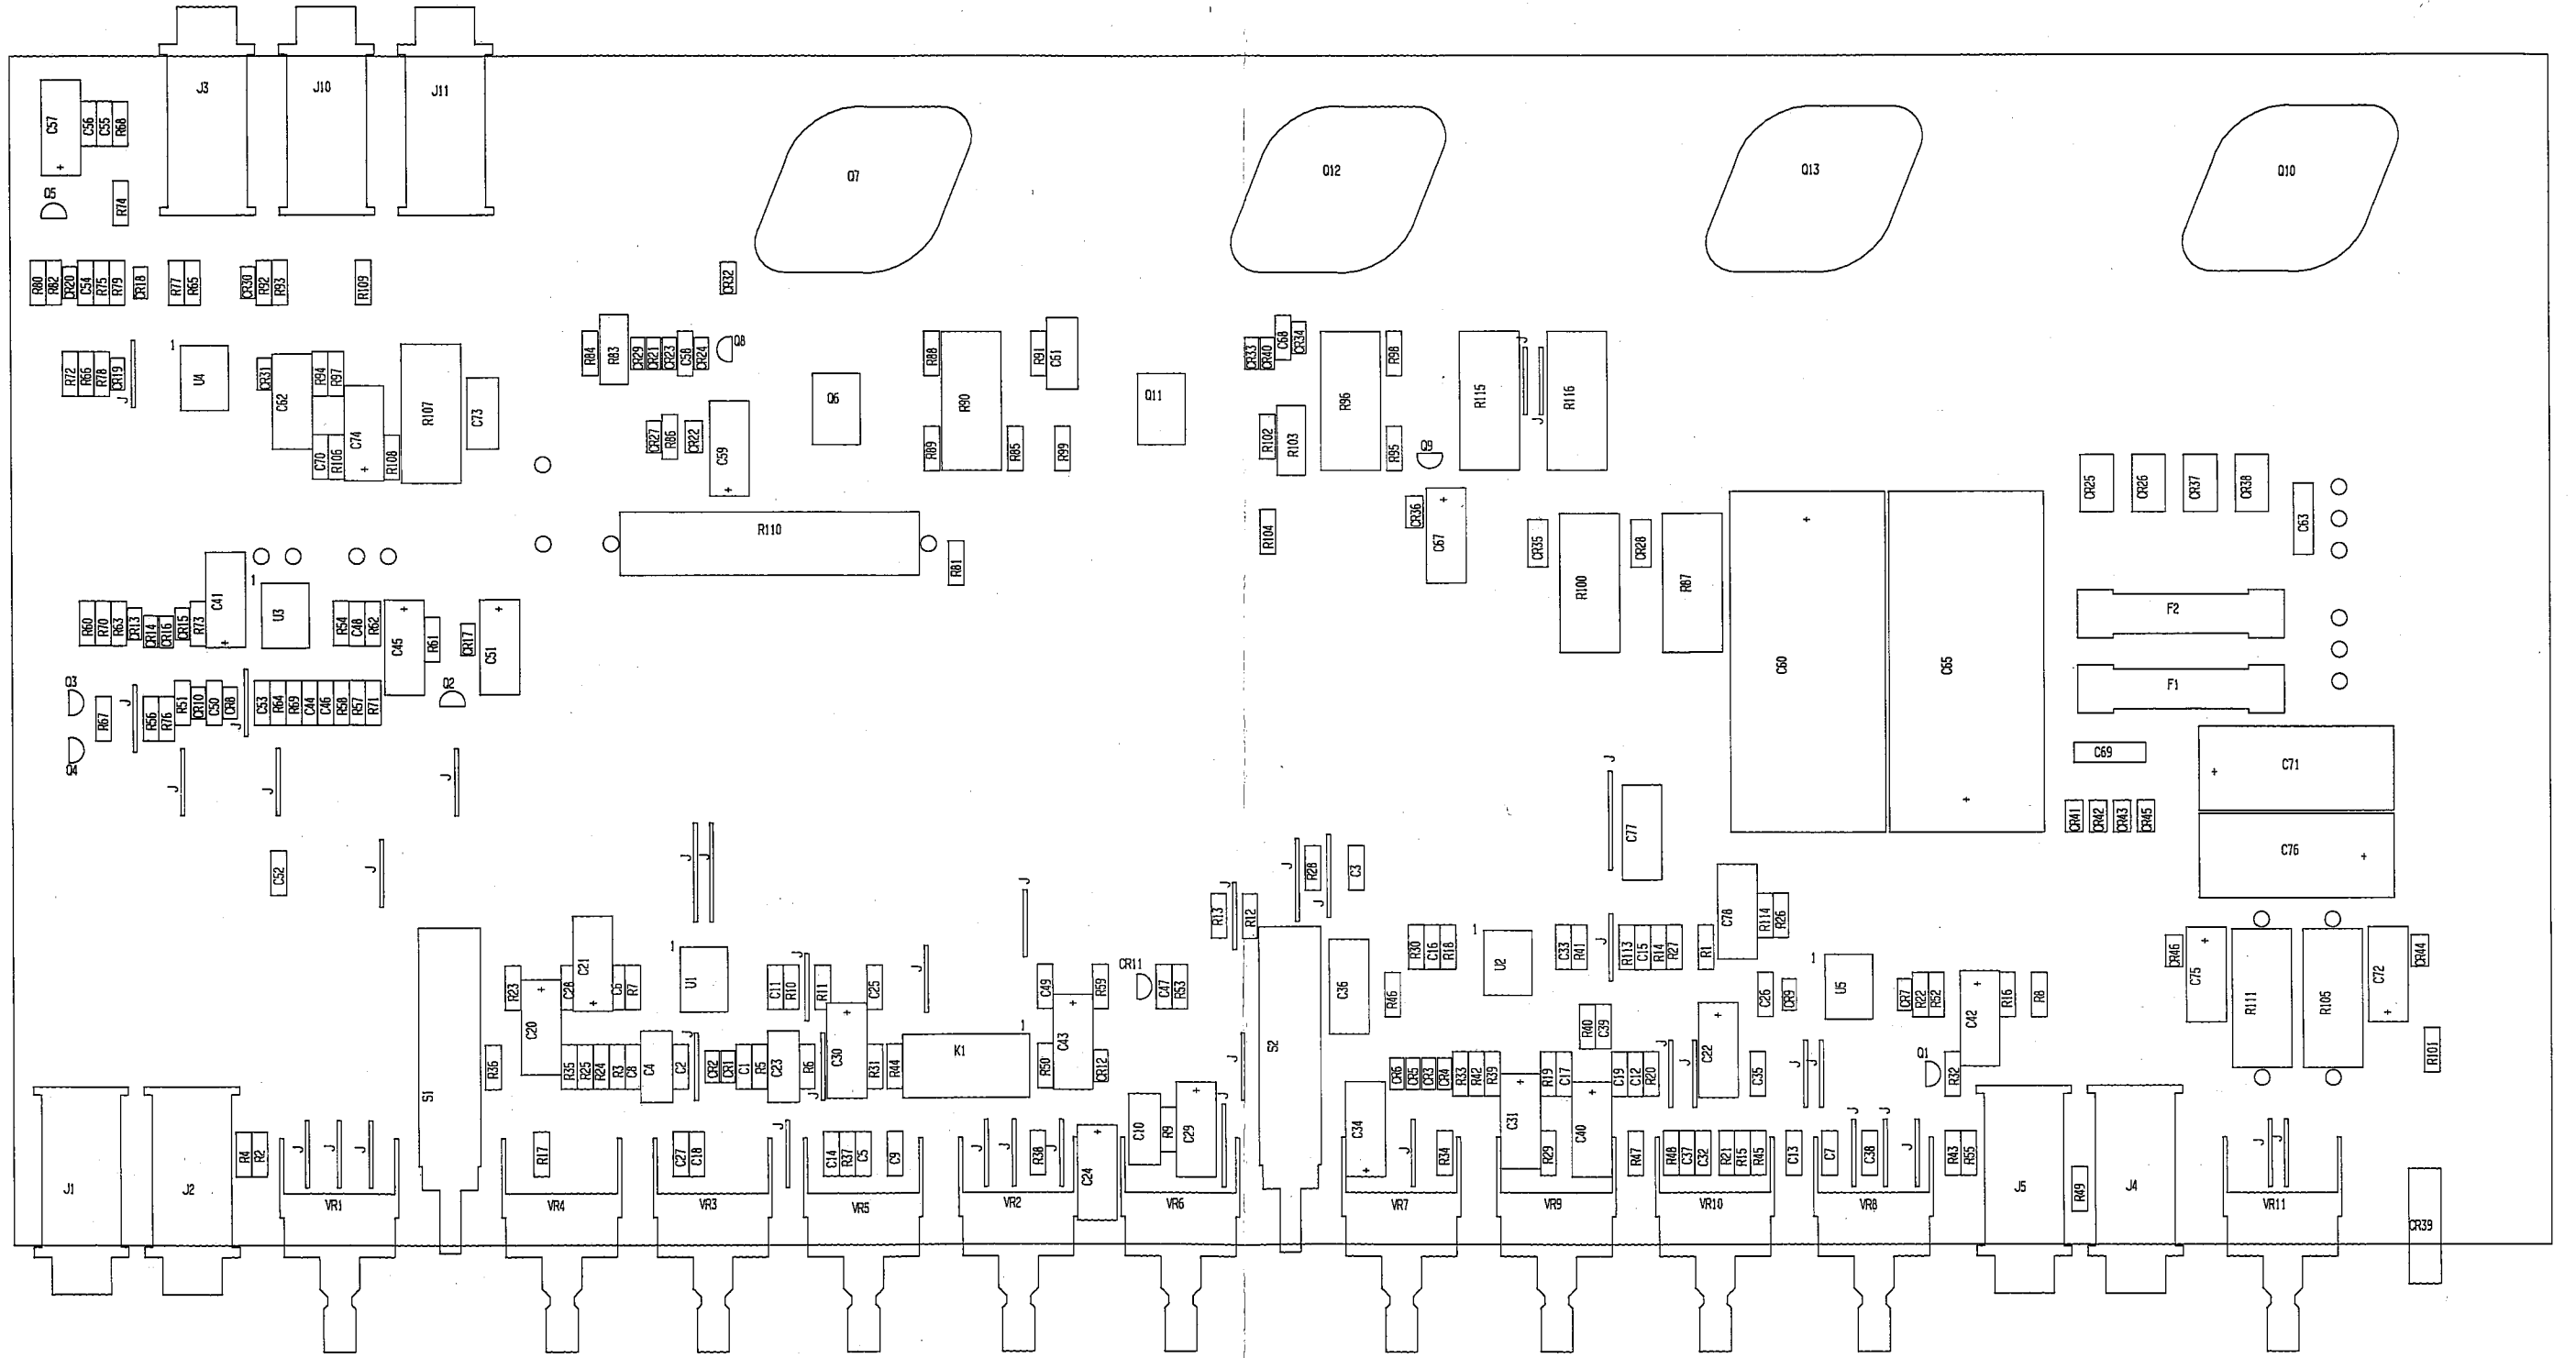 J3 J10 J11
C57 C56 C55 R68
+
Q7 Q12 Q13 Q10
Q5 R74
R80 R82 CR20 C54 R75 R79 CR18 R77 R65 CR30 R92 R93 R109 CR32
R72 R66 R78 CR19 J 1 U4 CR31 C62 R94 R97 C74 + R107 C73
C70 R106 R108
R84 R83 CR29 CR21 CR23 C58 CR24 Q8
R88 R90 R91 C61
CR33 CR40 C68 CR34 R96 R98 R115 J J R116
Q6 Q11
CR27 R86 CR22 C59 + R89 R85 R99 R102 R103 R95 Q9
CR25 CR26 CR37 CR38 C63
R110 R81 R104 CR36 C67 + CR35 R100 CR28 R87
C60 + C65 +
R60 R70 R63 CR13 CR14 CR16 CR15 R73 C41 + 1 U3 R54 C48 R62 C45 + R61 CR17 C51 +
F2
F1
Q3 R67 J R56 R76 R51 CR10 C50 CR8 J C53 R64 R69 C44 C46 R58 R57 R71 Q2
Q4
J J J
C69 C71 +
CR41 CR42 CR43 CR45 C76 +
J C77
C52 J J J J J R28 J C3
R13 J R12 C78 R114 R26
S1 R23 C28 C21 + C6 R7 1 U1 C11 R10 J R11 C25 J C49 R59 CR11 C47 R53
S2 C36 R46 R30 C16 R18 1 U2 C33 R41 J R113 C15 R14 R27 R1
C26 CR9 1 U5 CR7 R22 R52 C42 + R16 R8
CR46 C75 + R111 R105 C72 + CR44
C20 + R40 C39
R36 R35 R25 R24 R3 C8 C4 C2 J CR2 CR1 C1 R5 C23 R6 J C30 + R31 R44 K1 1 R50 C43 + CR12 J
CR6 CR5 CR3 CR4 R33 R42 R39 R19 C17 C19 C12 R20 J J C22 + C35 J J Q1 R32 R101
C10 R9 C29 + J C34 + C31 + C40 +
J1 J2 R4 R2 J J J R17 C27 C18 J C14 R37 C5 C9 J J R38 J C24 +
J R34 R29 R47 R48 C37 C32 R21 R15 R45 C13 C7 J C38 J J R43 R55 J5 R49 J4 J J
VR1 VR4 VR3 VR5 VR2 VR6 VR7 VR9 VR10 VR8 VR11 CR39